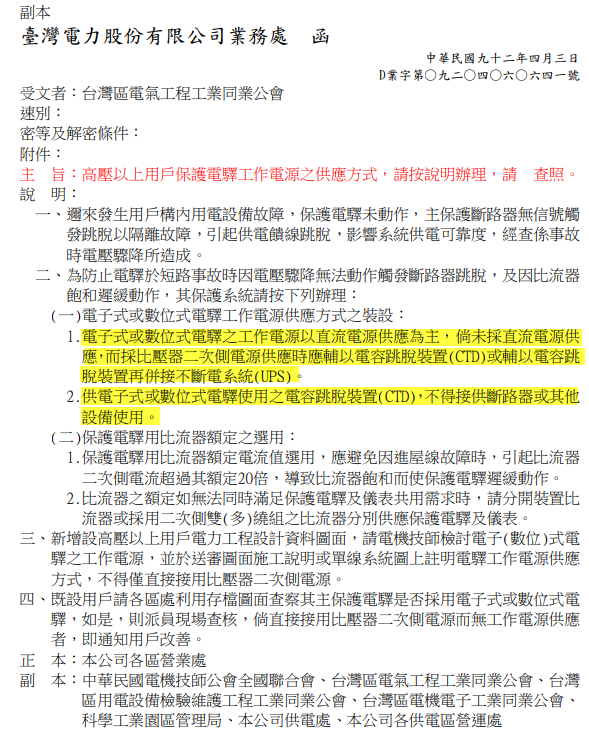 副本
臺灣電力股份有限公司業務處　函
中華民國九十二年四月三日
D業字第○九二○四○六○六四一號
受文者：台灣區電氣工程工業同業公會
速別：
密等及解密條件：
附件：
主　旨：高壓以上用戶保護電驛工作電源之供應方式，請按說明辦理，請　查照。
說　明：
一、邇來發生用戶構內用電設備故障，保護電驛未動作，主保護斷路器無信號觸
發跳脫以隔離故障，引起供電饋線跳脫，影響系統供電可靠度，經查係事故
時電壓驟降所造成。
二、為防止電驛於短路事故時因電壓驟降無法動作觸發斷路器跳脫，及因比流器
飽和遲緩動作，其保護系統請按下列辦理：
(一)電子式或數位式電驛工作電源供應方式之裝設：
1.電子式或數位式電驛之工作電源以直流電源供應為主，倘未採直流電源供
應，而採比壓器二次側電源供應時應輔以電容跳脫裝置(CTD)或輔以電容跳
脫裝置再併接不斷電系統(UPS)。
2.供電子式或數位式電驛使用之電容跳脫裝置(CTD)，不得接供斷路器或其他
設備使用。
(二)保護電驛用比流器額定之選用：
1.保護電驛用比流器額定電流值選用，應避免因進屋線故障時，引起比流器
二次側電流超過其額定20倍，導致比流器飽和而使保護電驛遲緩動作。
2.比流器之額定如無法同時滿足保護電驛及儀表共用需求時，請分開裝置比
流器或採用二次側雙(多)繞組之比流器分別供應保護電驛及儀表。
三、新增設高壓以上用戶電力工程設計資料圖面，請電機技師檢討電子(數位)式電
驛之工作電源，並於送審圖面施工說明或單線系統圖上註明電驛工作電源供應
方式，不得僅直接接用比壓器二次側電源。
四、既設用戶請各區處利用存檔圖面查察其主保護電驛是否採用電子式或數位式電
驛，如是，則派員現場查核，倘直接接用比壓器二次側電源而無工作電源供應
者，即通知用戶改善。
正　本：本公司各區營業處
副　本：中華民國電機技師公會全國聯合會、台灣區電氣工程工業同業公會、台灣
區用電設備檢驗維護工程工業同業公會、台灣區電機電子工業同業公會、
科學工業園區管理局、本公司供電處、本公司各供電區營運處